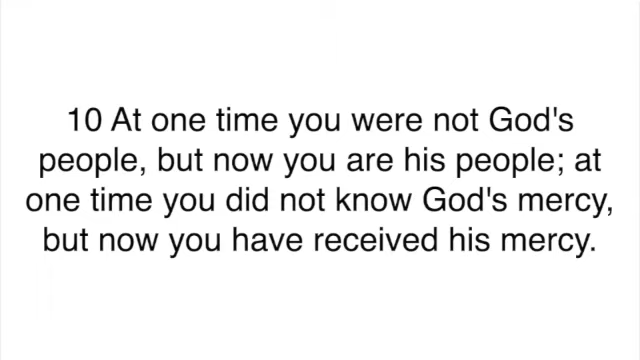 10 At one time you were not God's
people, but now you are his people; at
one time you did not know God's mercy,
but now you have received his mercy.